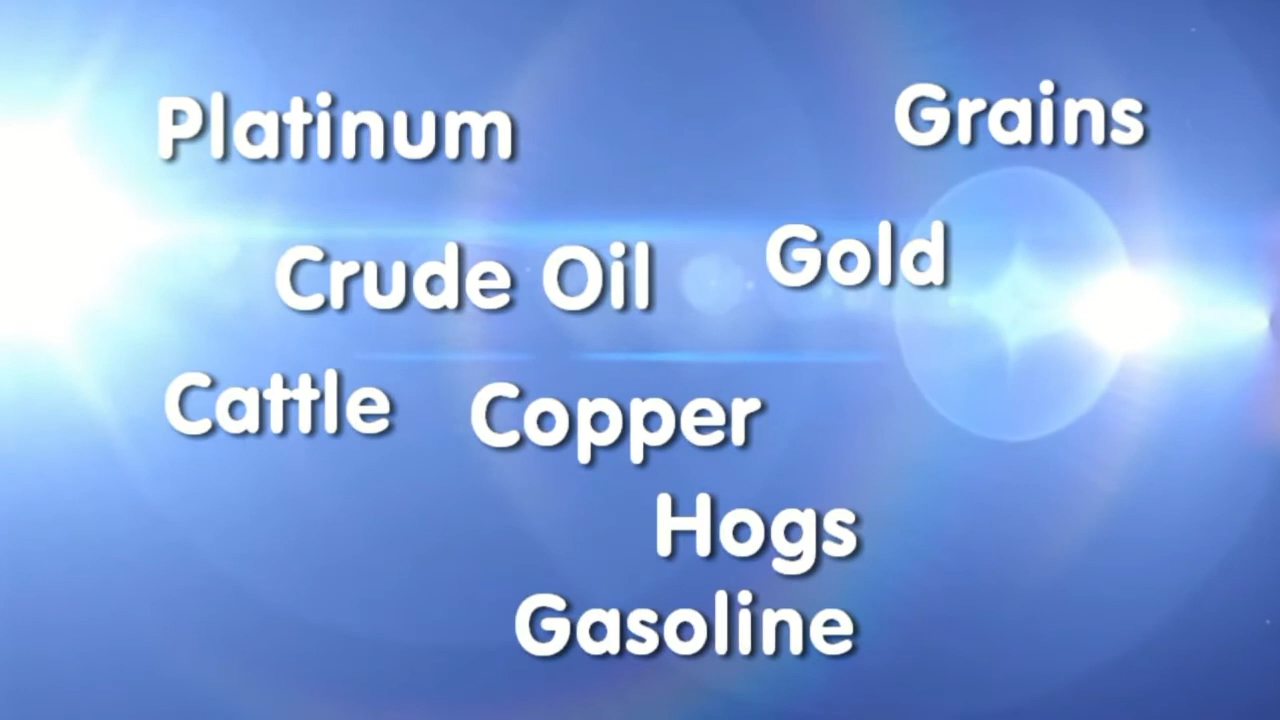 Platinum
Grains
Crude Oil
Gold
Cattle
Copper
Hogs
Gasoline